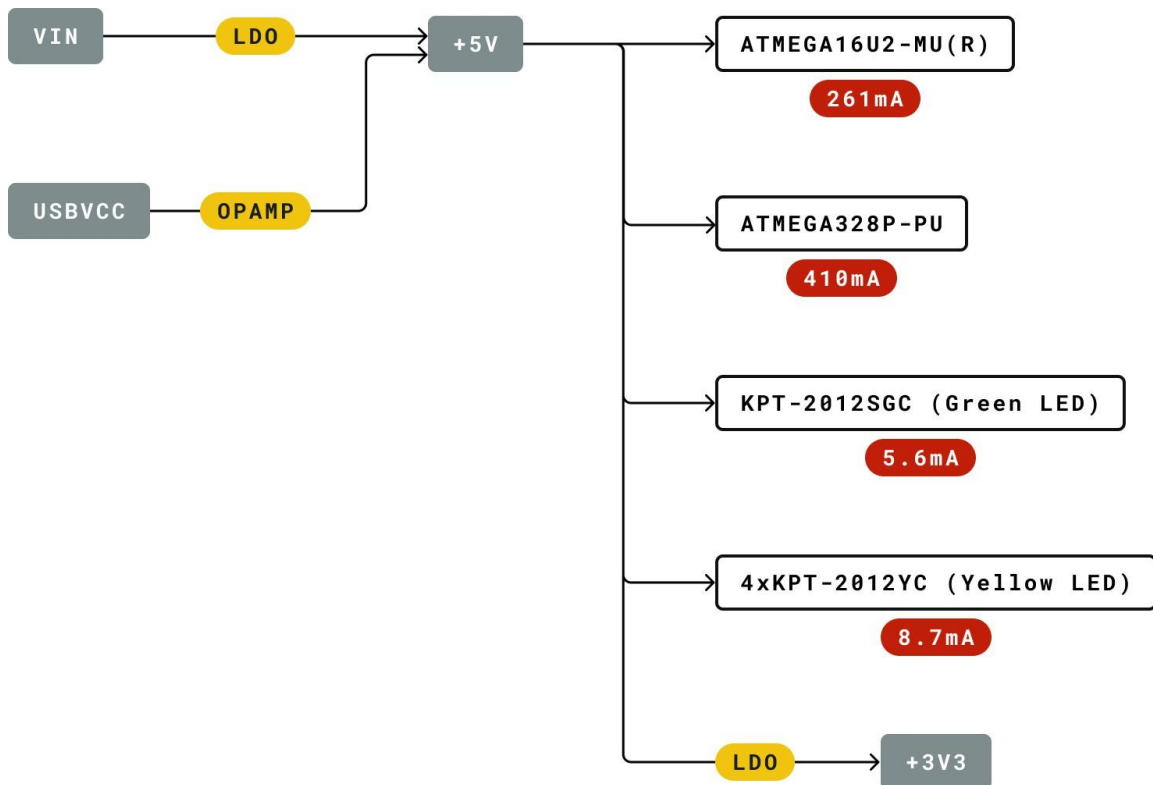 VIN
LDO
+5V
USBVCC
OPAMP
ATMEGA16U2-MU(R)
261mA
ATMEGA328P-PU
410mA
KPT-2012SGC (Green LED)
5.6mA
4xKPT-2012YC (Yellow LED)
8.7mA
LDO
+3V3